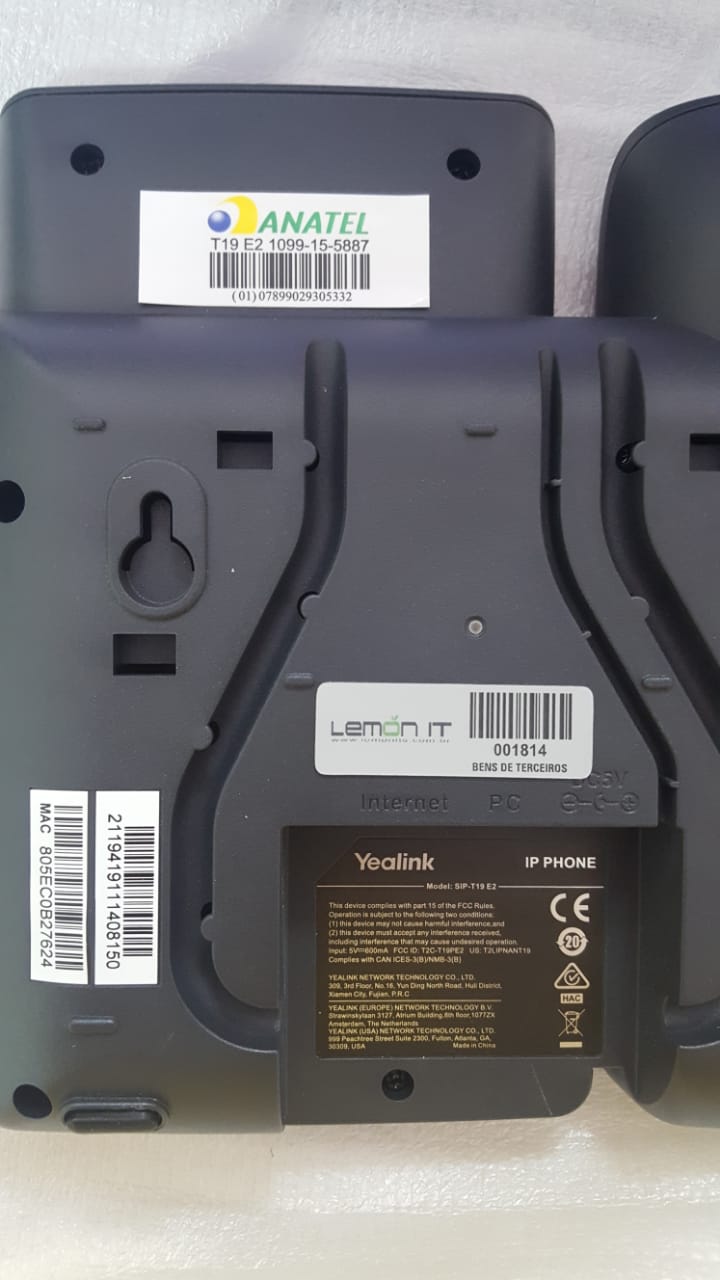 ANATEL
T19 E2 1099-15-5887
(01)07899029305332
LEMON IT
001814
BENS DE TERCEIROS
DC5V
Internet PC
MAC 805EC0B27624
2119419111408150
Yealink IP PHONE
Model: SIP-T19 E2
This device complies with part 15 of the FCC Rules.
Operation is subject to the following two conditions:
(1) this device may not cause harmful interference,and
(2) this device must accept any interference received,
including interference that may cause undesired operation.
Input: 5V⎓600mA FCC ID: T2C-T19PE2 US: T2LIPNANT19
Complies with CAN ICES-3(B)/NMB-3(B)
CE
20
HAC
YEALINK NETWORK TECHNOLOGY CO., LTD.
309, 3rd Floor, No.16, Yun Ding North Road, Huli District,
Xiamen City, Fujian, P.R.C
YEALINK (EUROPE) NETWORK TECHNOLOGY B.V.
Strawinskylaan 3127, Atrium Building,8th floor,1077ZX
Amsterdam, The Netherlands
YEALINK (USA) NETWORK TECHNOLOGY CO., LTD.
999 Peachtree Street Suite 2300, Fulton, Atlanta, GA,
30309, USA Made in China